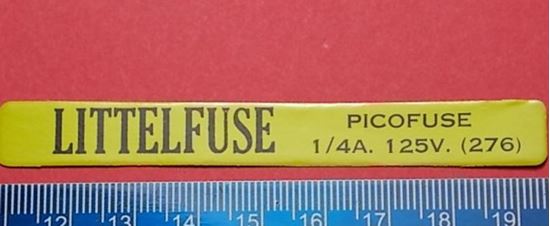 LITTELFUSE
PICOFUSE
1/4A. 125V. (276)
12 13 14 15 16 17 18 19